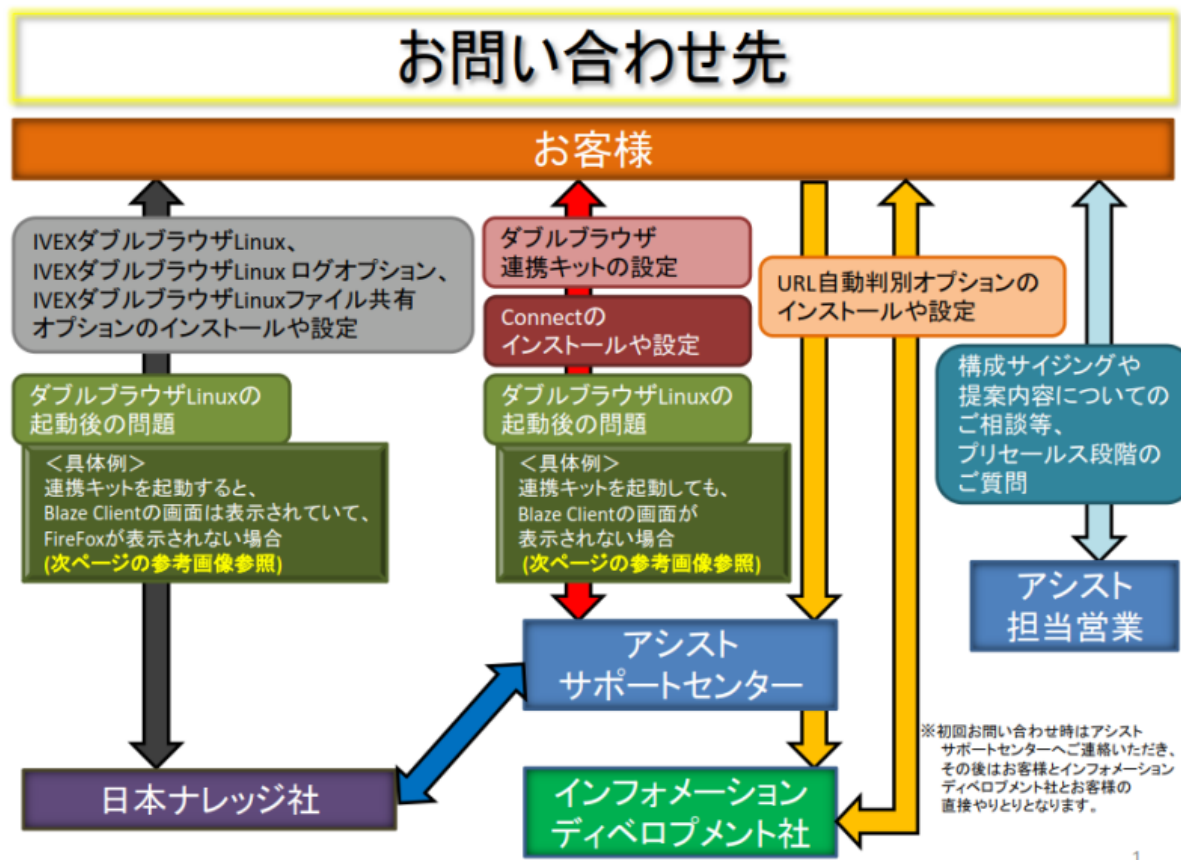 お問い合わせ先
お客様
IVEXダブルブラウザLinux、
IVEXダブルブラウザLinux ログオプション、
IVEXダブルブラウザLinuxファイル共有
オプションのインストールや設定
ダブルブラウザLinuxの
起動後の問題
＜具体例＞
連携キットを起動すると、
Blaze Clientの画面は表示されていて、
FireFoxが表示されない場合
(次ページの参考画像参照)
ダブルブラウザ
連携キットの設定
Connectの
インストールや設定
ダブルブラウザLinuxの
起動後の問題
＜具体例＞
連携キットを起動しても、
Blaze Clientの画面が
表示されない場合
(次ページの参考画像参照)
URL自動判別オプションの
インストールや設定
構成サイジングや
提案内容についての
ご相談等、
プリセールス段階の
ご質問
アシスト
担当営業
アシスト
サポートセンター
日本ナレッジ社
インフォメーション
ディベロプメント社
※初回お問い合わせ時はアシスト
サポートセンターへご連絡いただき、
その後はお客様とインフォメーション
ディベロプメント社とお客様の
直接やりとりとなります。
1